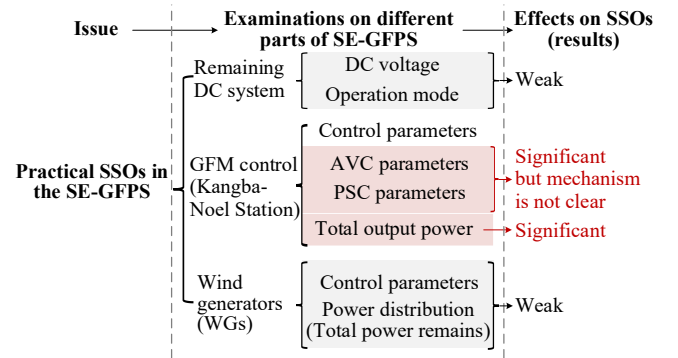 Issue
Examinations on different
parts of SE-GFPS
Effects on SSOs
(results)
Practical SSOs in
the SE-GFPS
Remaining
DC system
DC voltage
Operation mode
Weak
GFM control
(Kangba-
Noel Station)
Control parameters
AVC parameters
PSC parameters
Significant
but mechanism
is not clear
Total output power
Significant
Wind
generators
(WGs)
Control parameters
Power distribution
(Total power remains)
Weak